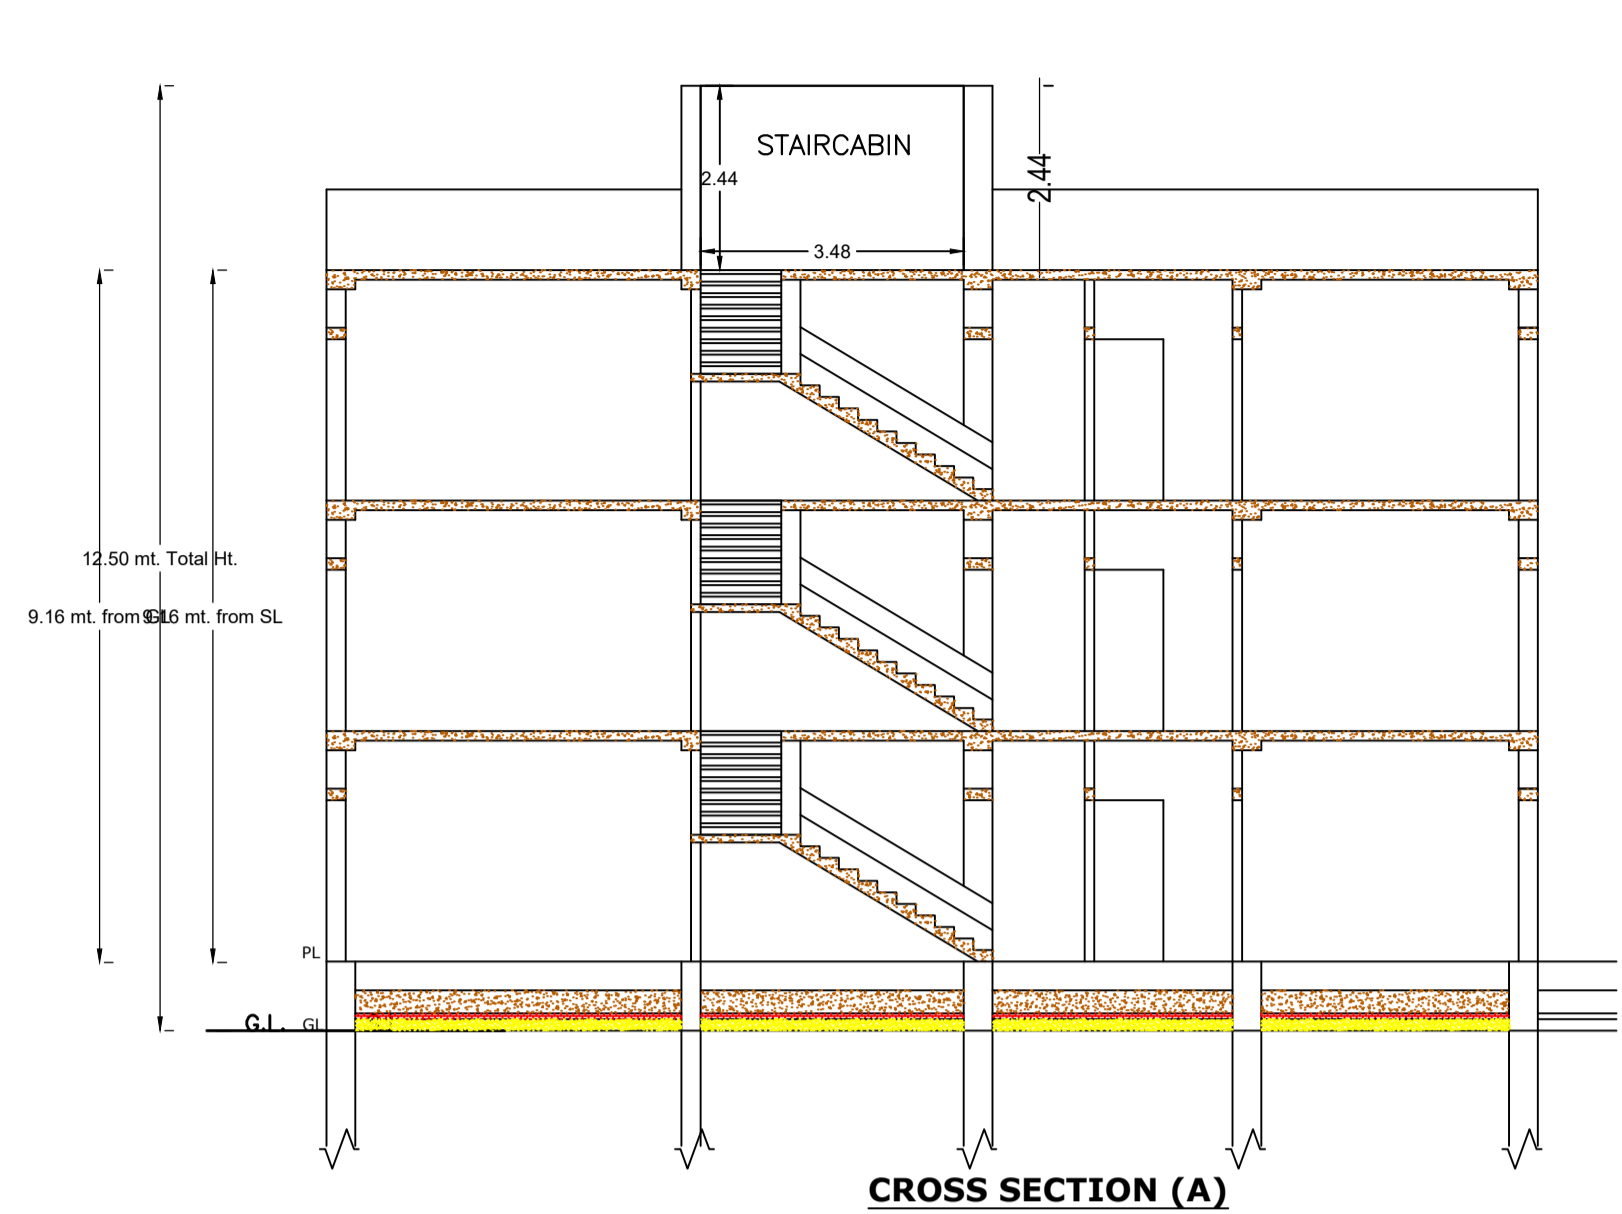 STAIRCABIN
2.44
2.44
3.48
12.50 mt. Total Ht.
9.16 mt. from GL
9.16 mt. from SL
PL
G.L.
GL
CROSS SECTION (A)